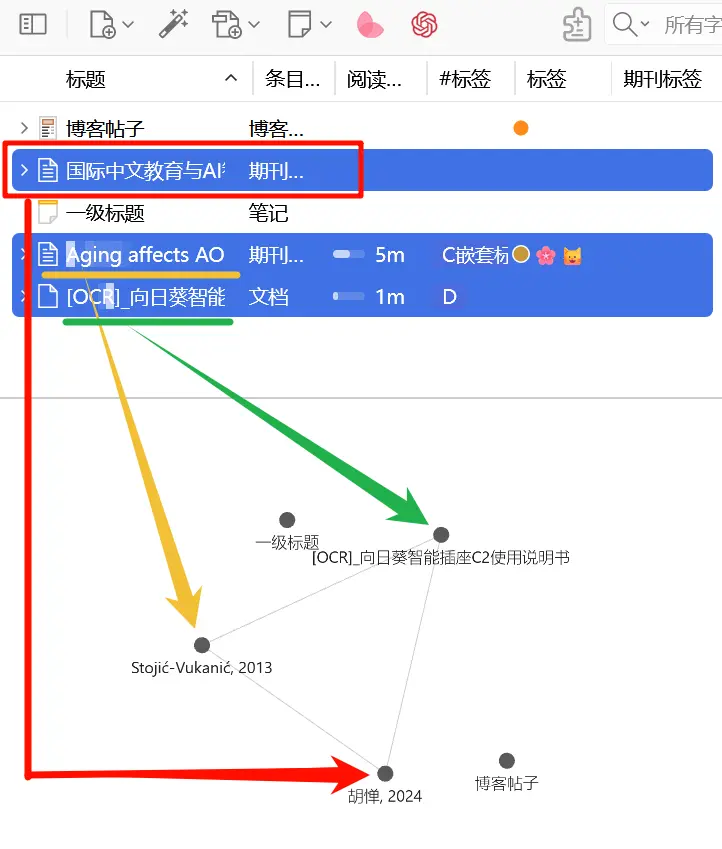 标题 条目... 阅读... #标签 标签 期刊标签 所有字
博客帖子 博客...
国际中文教育与AI 期刊...
一级标题 笔记
Aging affects AO 期刊... 5m C嵌套标
[OCR]_向日葵智能 文档 1m D
一级标题
[OCR]_向日葵智能插座C2使用说明书
Stojić-Vukanić, 2013
博客帖子
胡惮, 2024